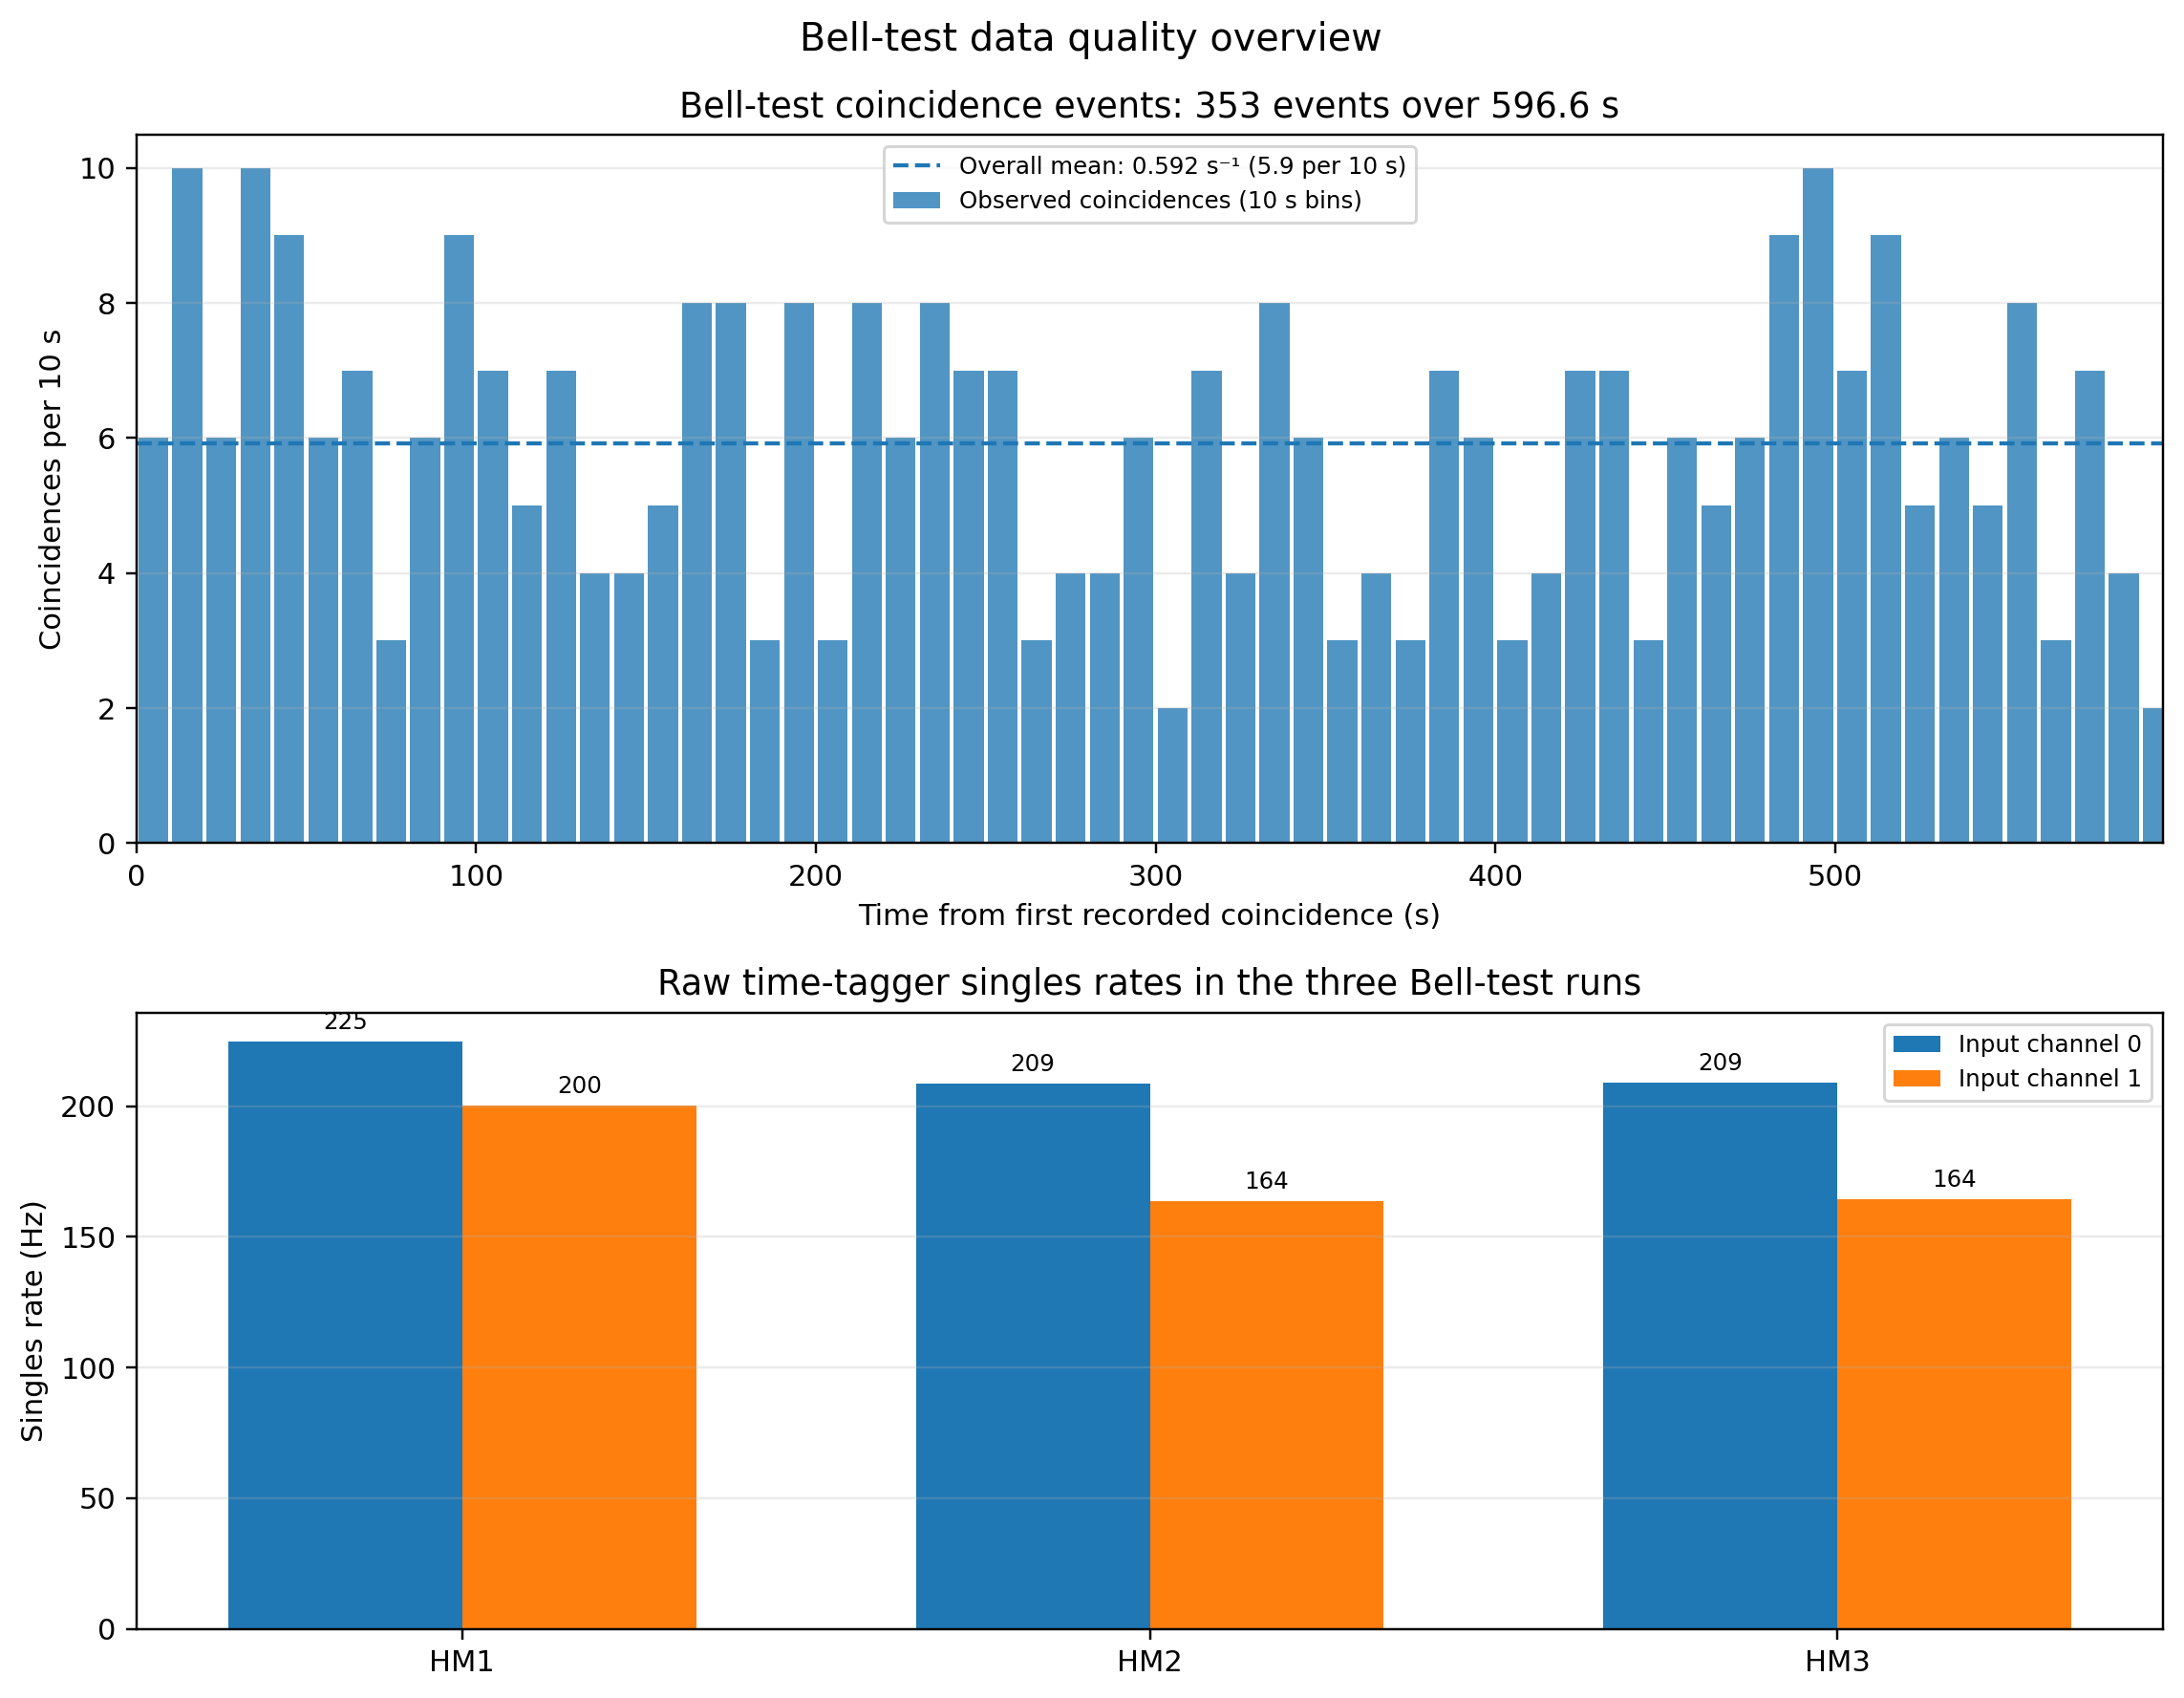 Bell-test data quality overview
Bell-test coincidence events: 353 events over 596.6 s
Overall mean: 0.592 s⁻¹ (5.9 per 10 s)
Observed coincidences (10 s bins)
Coincidences per 10 s
10
8
6
4
2
0
0 100 200 300 400 500
Time from first recorded coincidence (s)
Raw time-tagger singles rates in the three Bell-test runs
Input channel 0
Input channel 1
Singles rate (Hz)
200
150
100
50
0
225 200 209 164 209 164
HM1 HM2 HM3